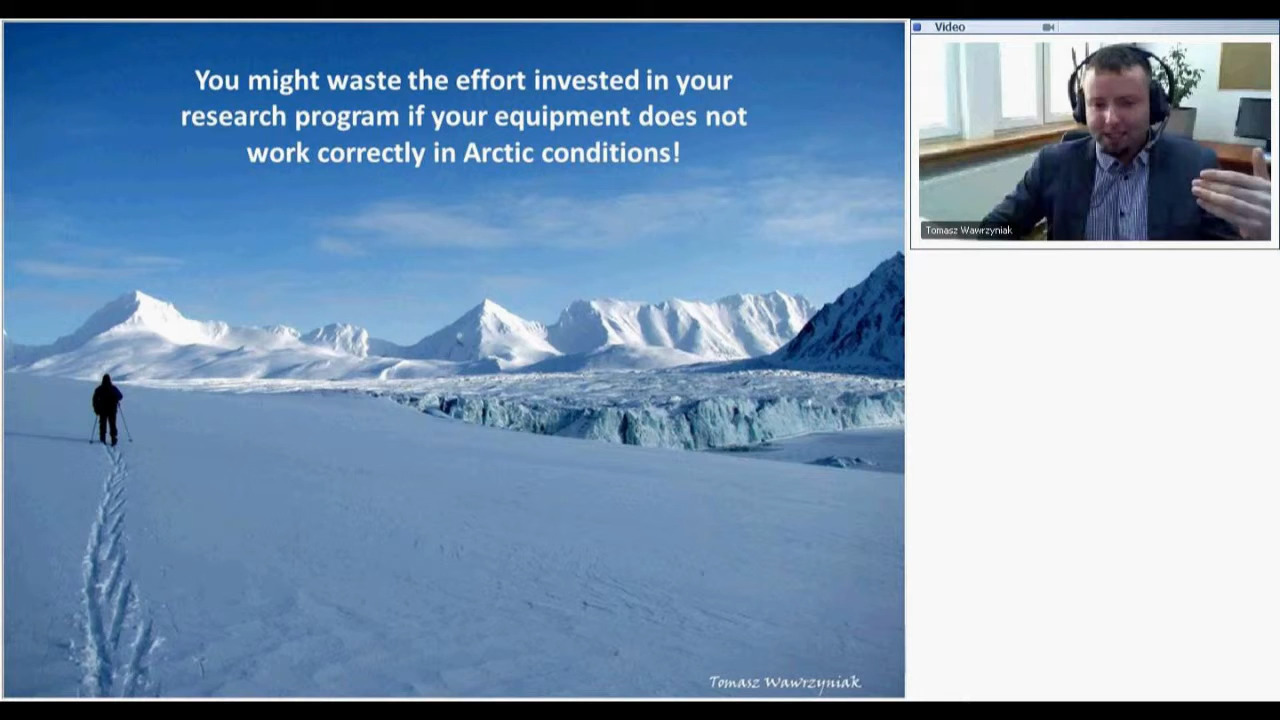 You might waste the effort invested in your
research program if your equipment does not
work correctly in Arctic conditions!
Tomasz Wawrzyniak
Video
Tomasz Wawrzyniak